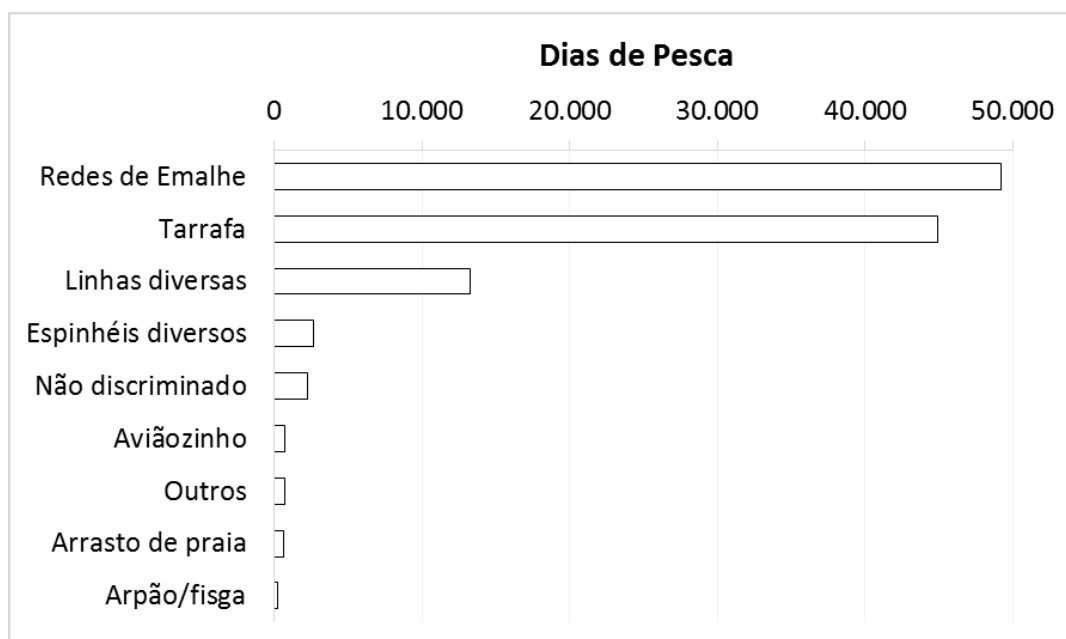 Dias de Pesca
0 10.000 20.000 30.000 40.000 50.000
Redes de Emalhe
Tarrafa
Linhas diversas
Espinhéis diversos
Não discriminado
Aviãozinho
Outros
Arrasto de praia
Arpão/fisga